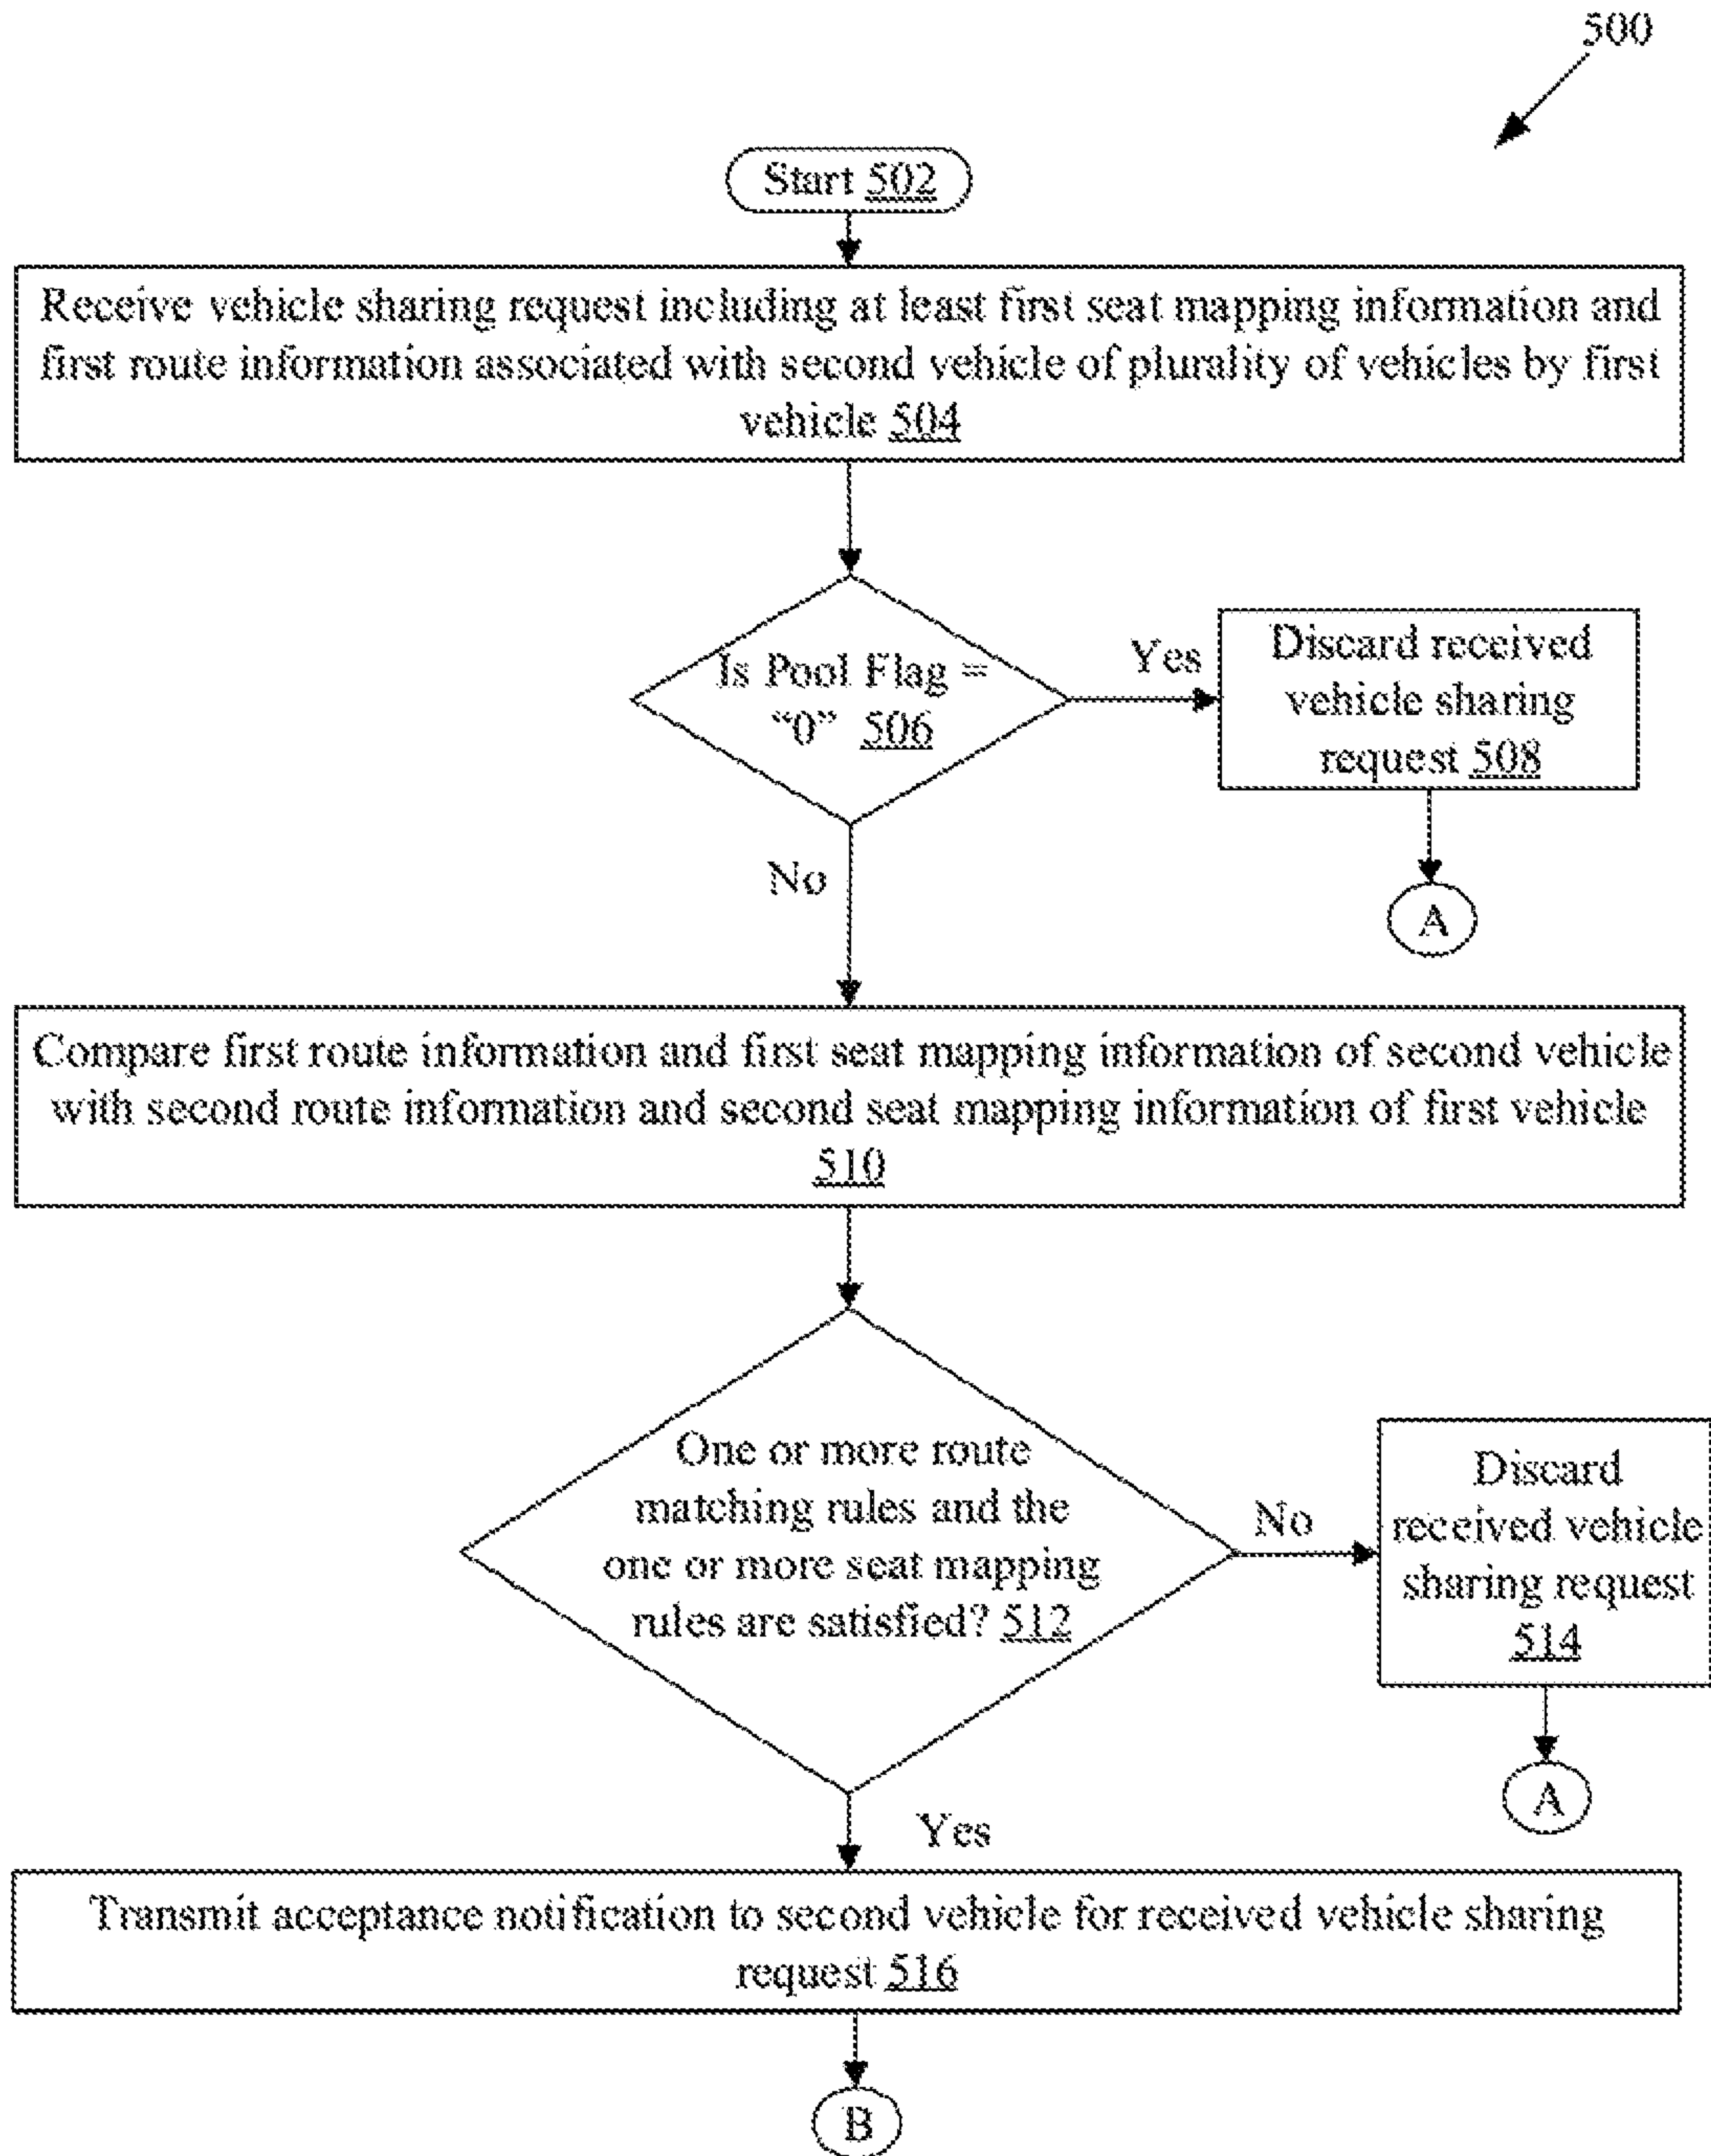 500
Start 502
Receive vehicle sharing request including at least first seat mapping information and
first route information associated with second vehicle of plurality of vehicles by first
vehicle 504
Is Pool Flag =
“0” 506
Yes
Discard received
vehicle sharing
request 508
No
A
Compare first route information and first seat mapping information of second vehicle
with second route information and second seat mapping information of first vehicle
510
One or more route
matching rules and the
one or more seat mapping
rules are satisfied? 512
No
Discard
received vehicle
sharing request
514
A
Yes
Transmit acceptance notification to second vehicle for received vehicle sharing
request 516
B